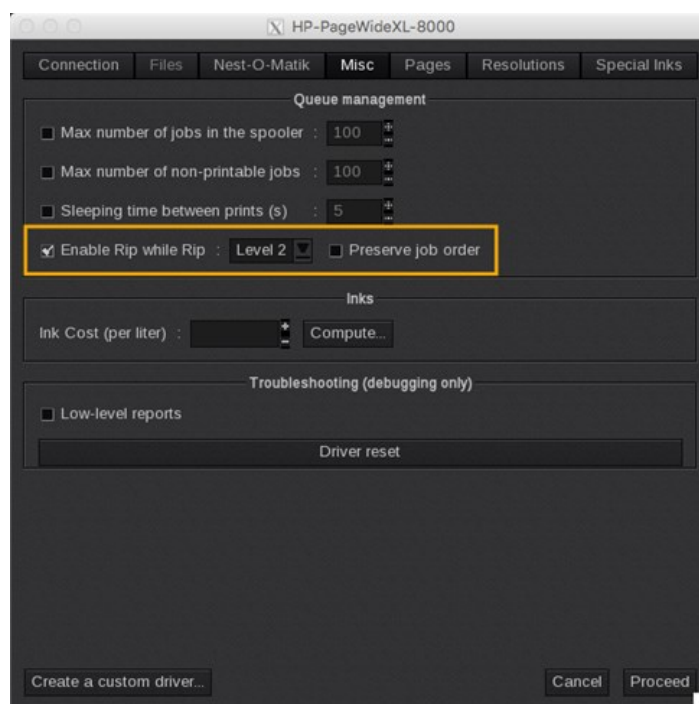 HP-PageWideXL-8000
Connection Files Nest-O-Matik Misc Pages Resolutions Special Inks
Queue management
Max number of jobs in the spooler : 100
Max number of non-printable jobs : 100
Sleeping time between prints (s) : 5
Enable Rip while Rip : Level 2 Preserve job order
Inks
Ink Cost (per liter) : Compute...
Troubleshooting (debugging only)
Low-level reports
Driver reset
Create a custom driver... Cancel Proceed